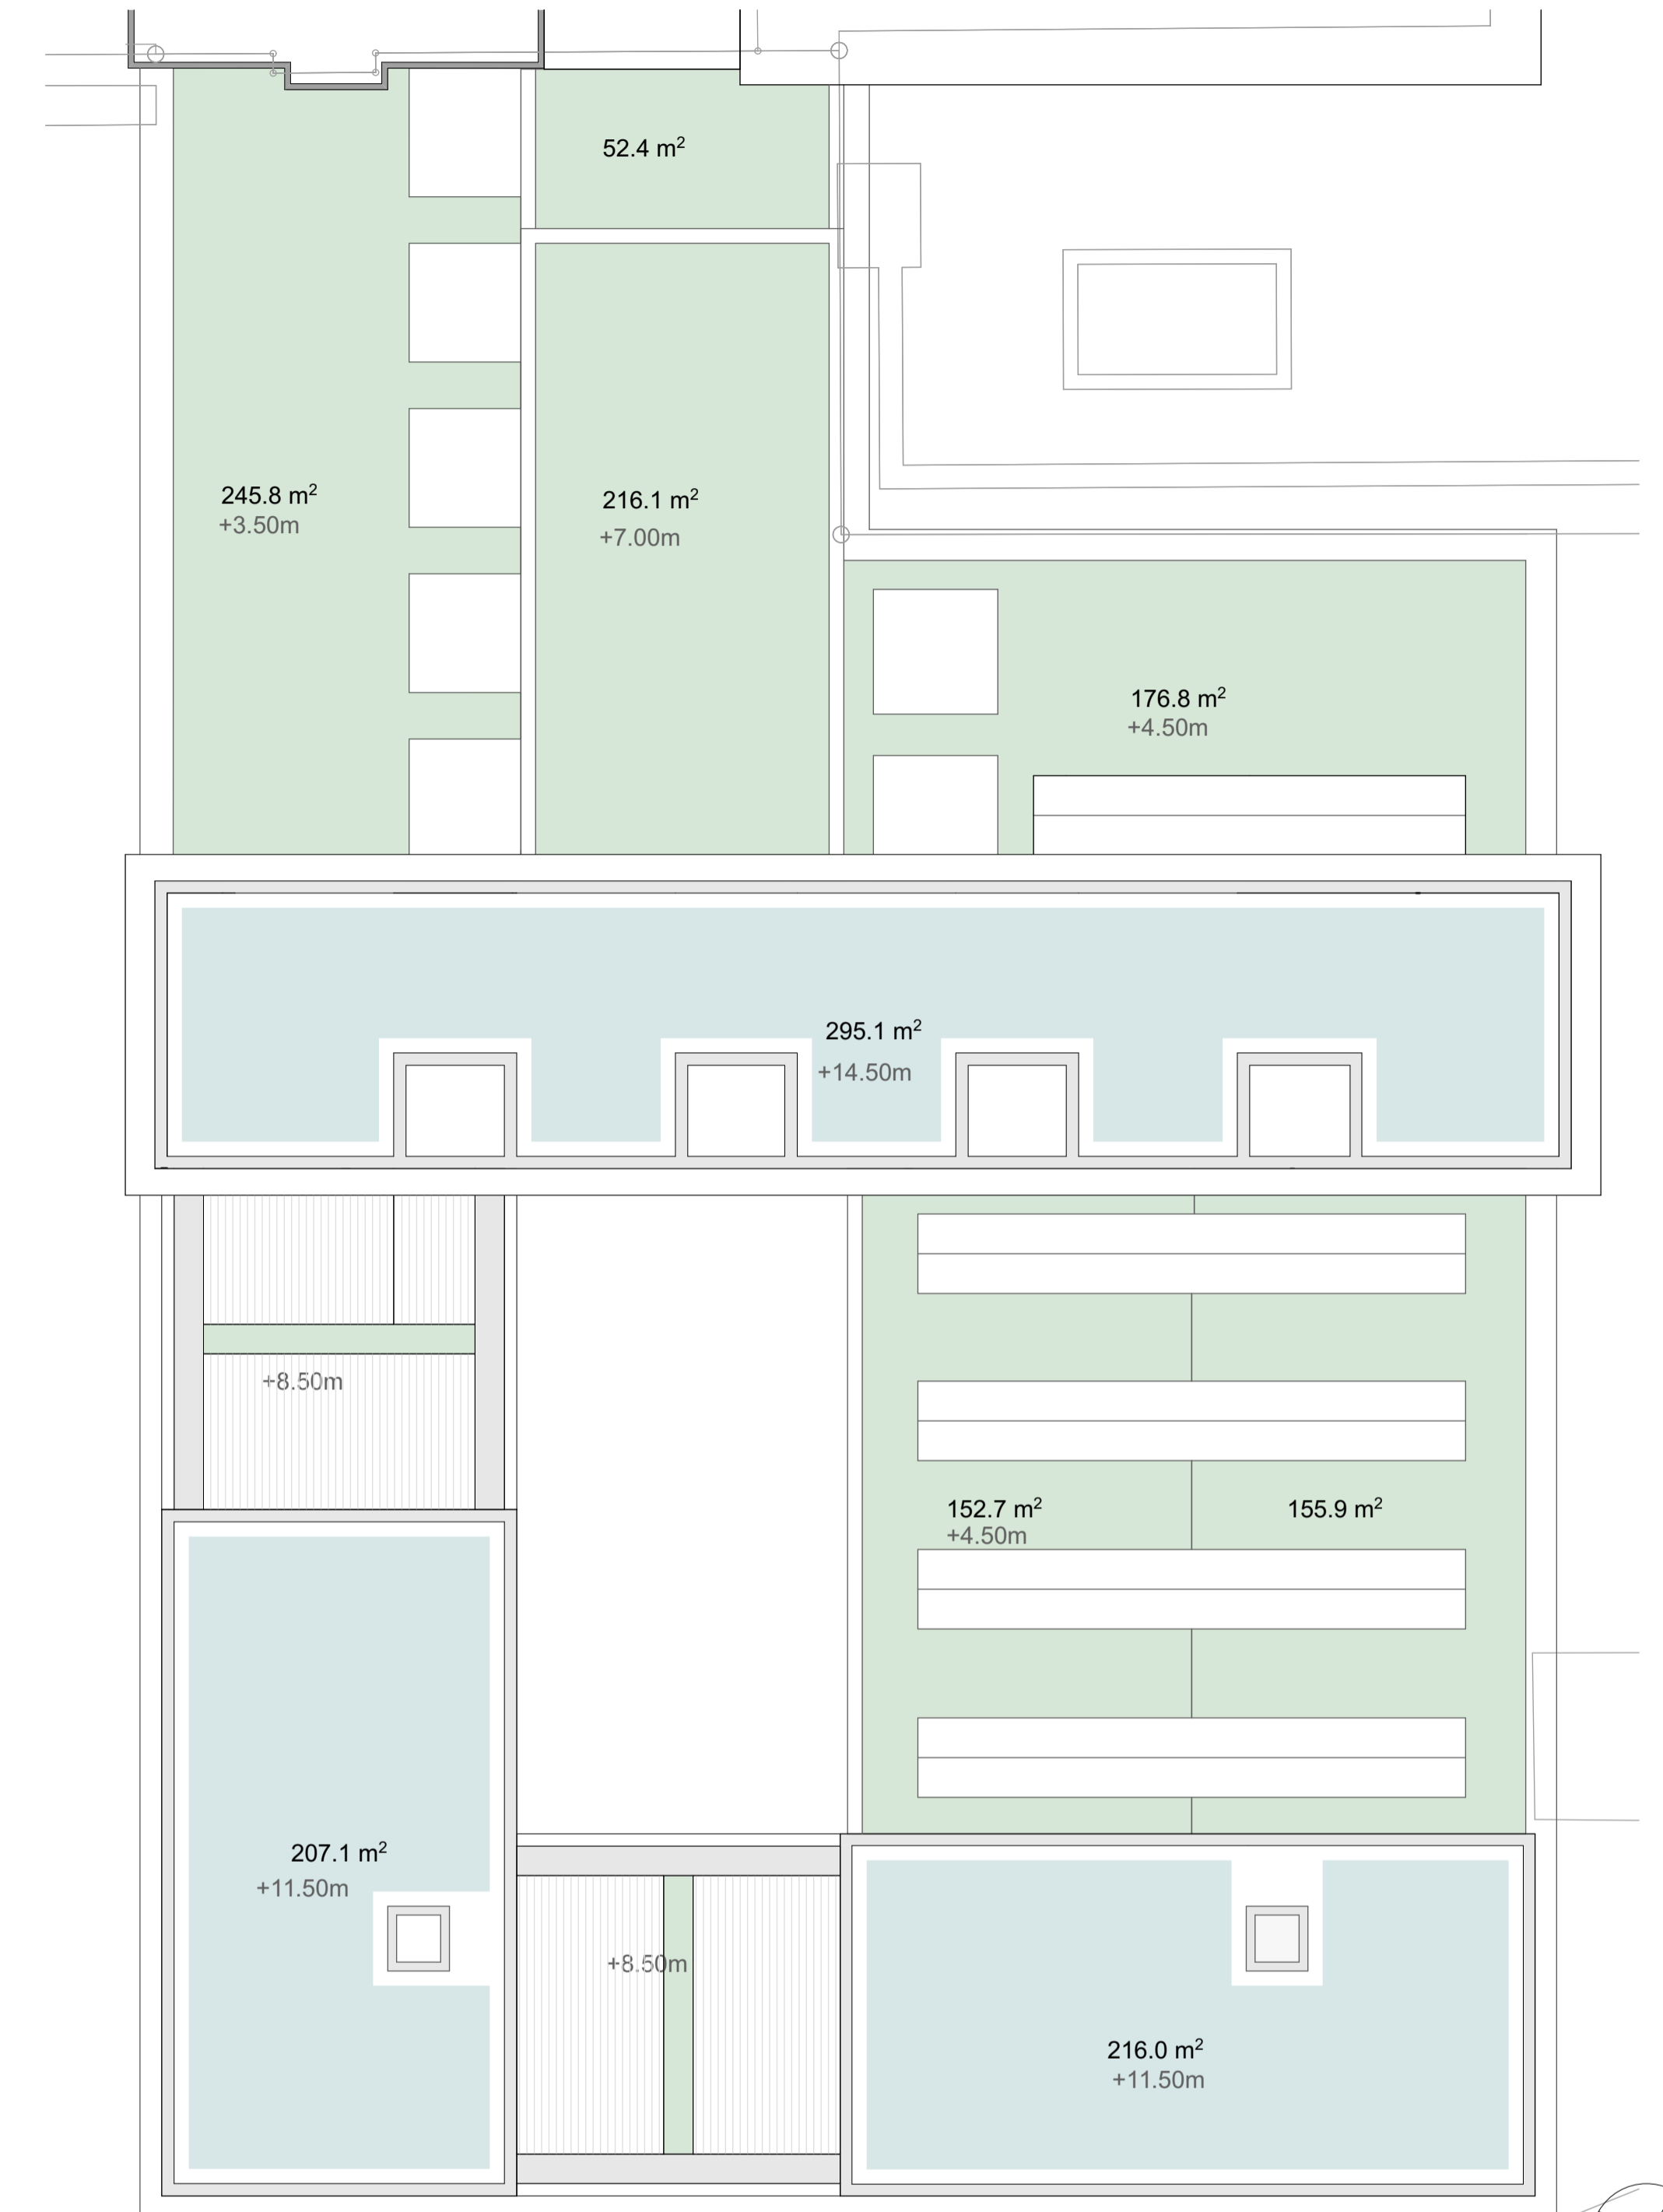 52.4 m²
245.8 m²
+3.50m
216.1 m²
+7.00m
176.8 m²
+4.50m
295.1 m²
+14.50m
+8.50m
152.7 m²
+4.50m
155.9 m²
207.1 m²
+11.50m
+8.50m
216.0 m²
+11.50m